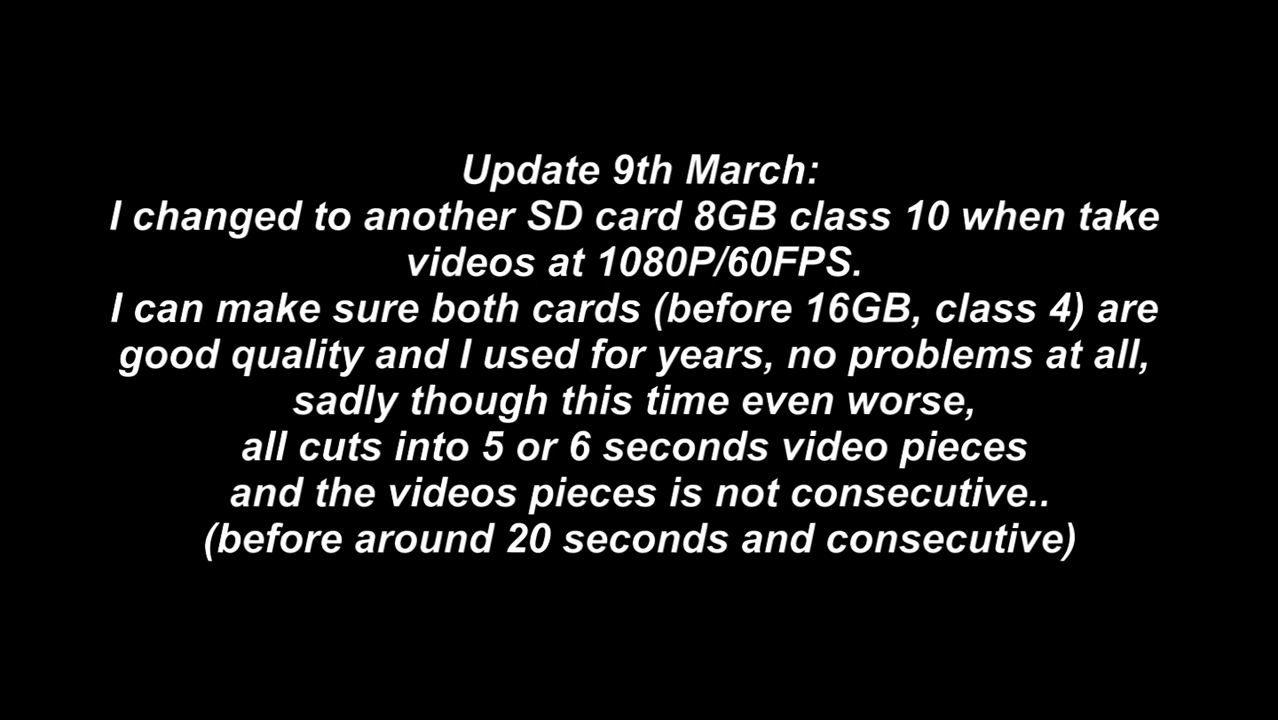 Update 9th March:
I changed to another SD card 8GB class 10 when take
videos at 1080P/60FPS.
I can make sure both cards (before 16GB, class 4) are
good quality and I used for years, no problems at all,
sadly though this time even worse,
all cuts into 5 or 6 seconds video pieces
and the videos pieces is not consecutive..
(before around 20 seconds and consecutive)